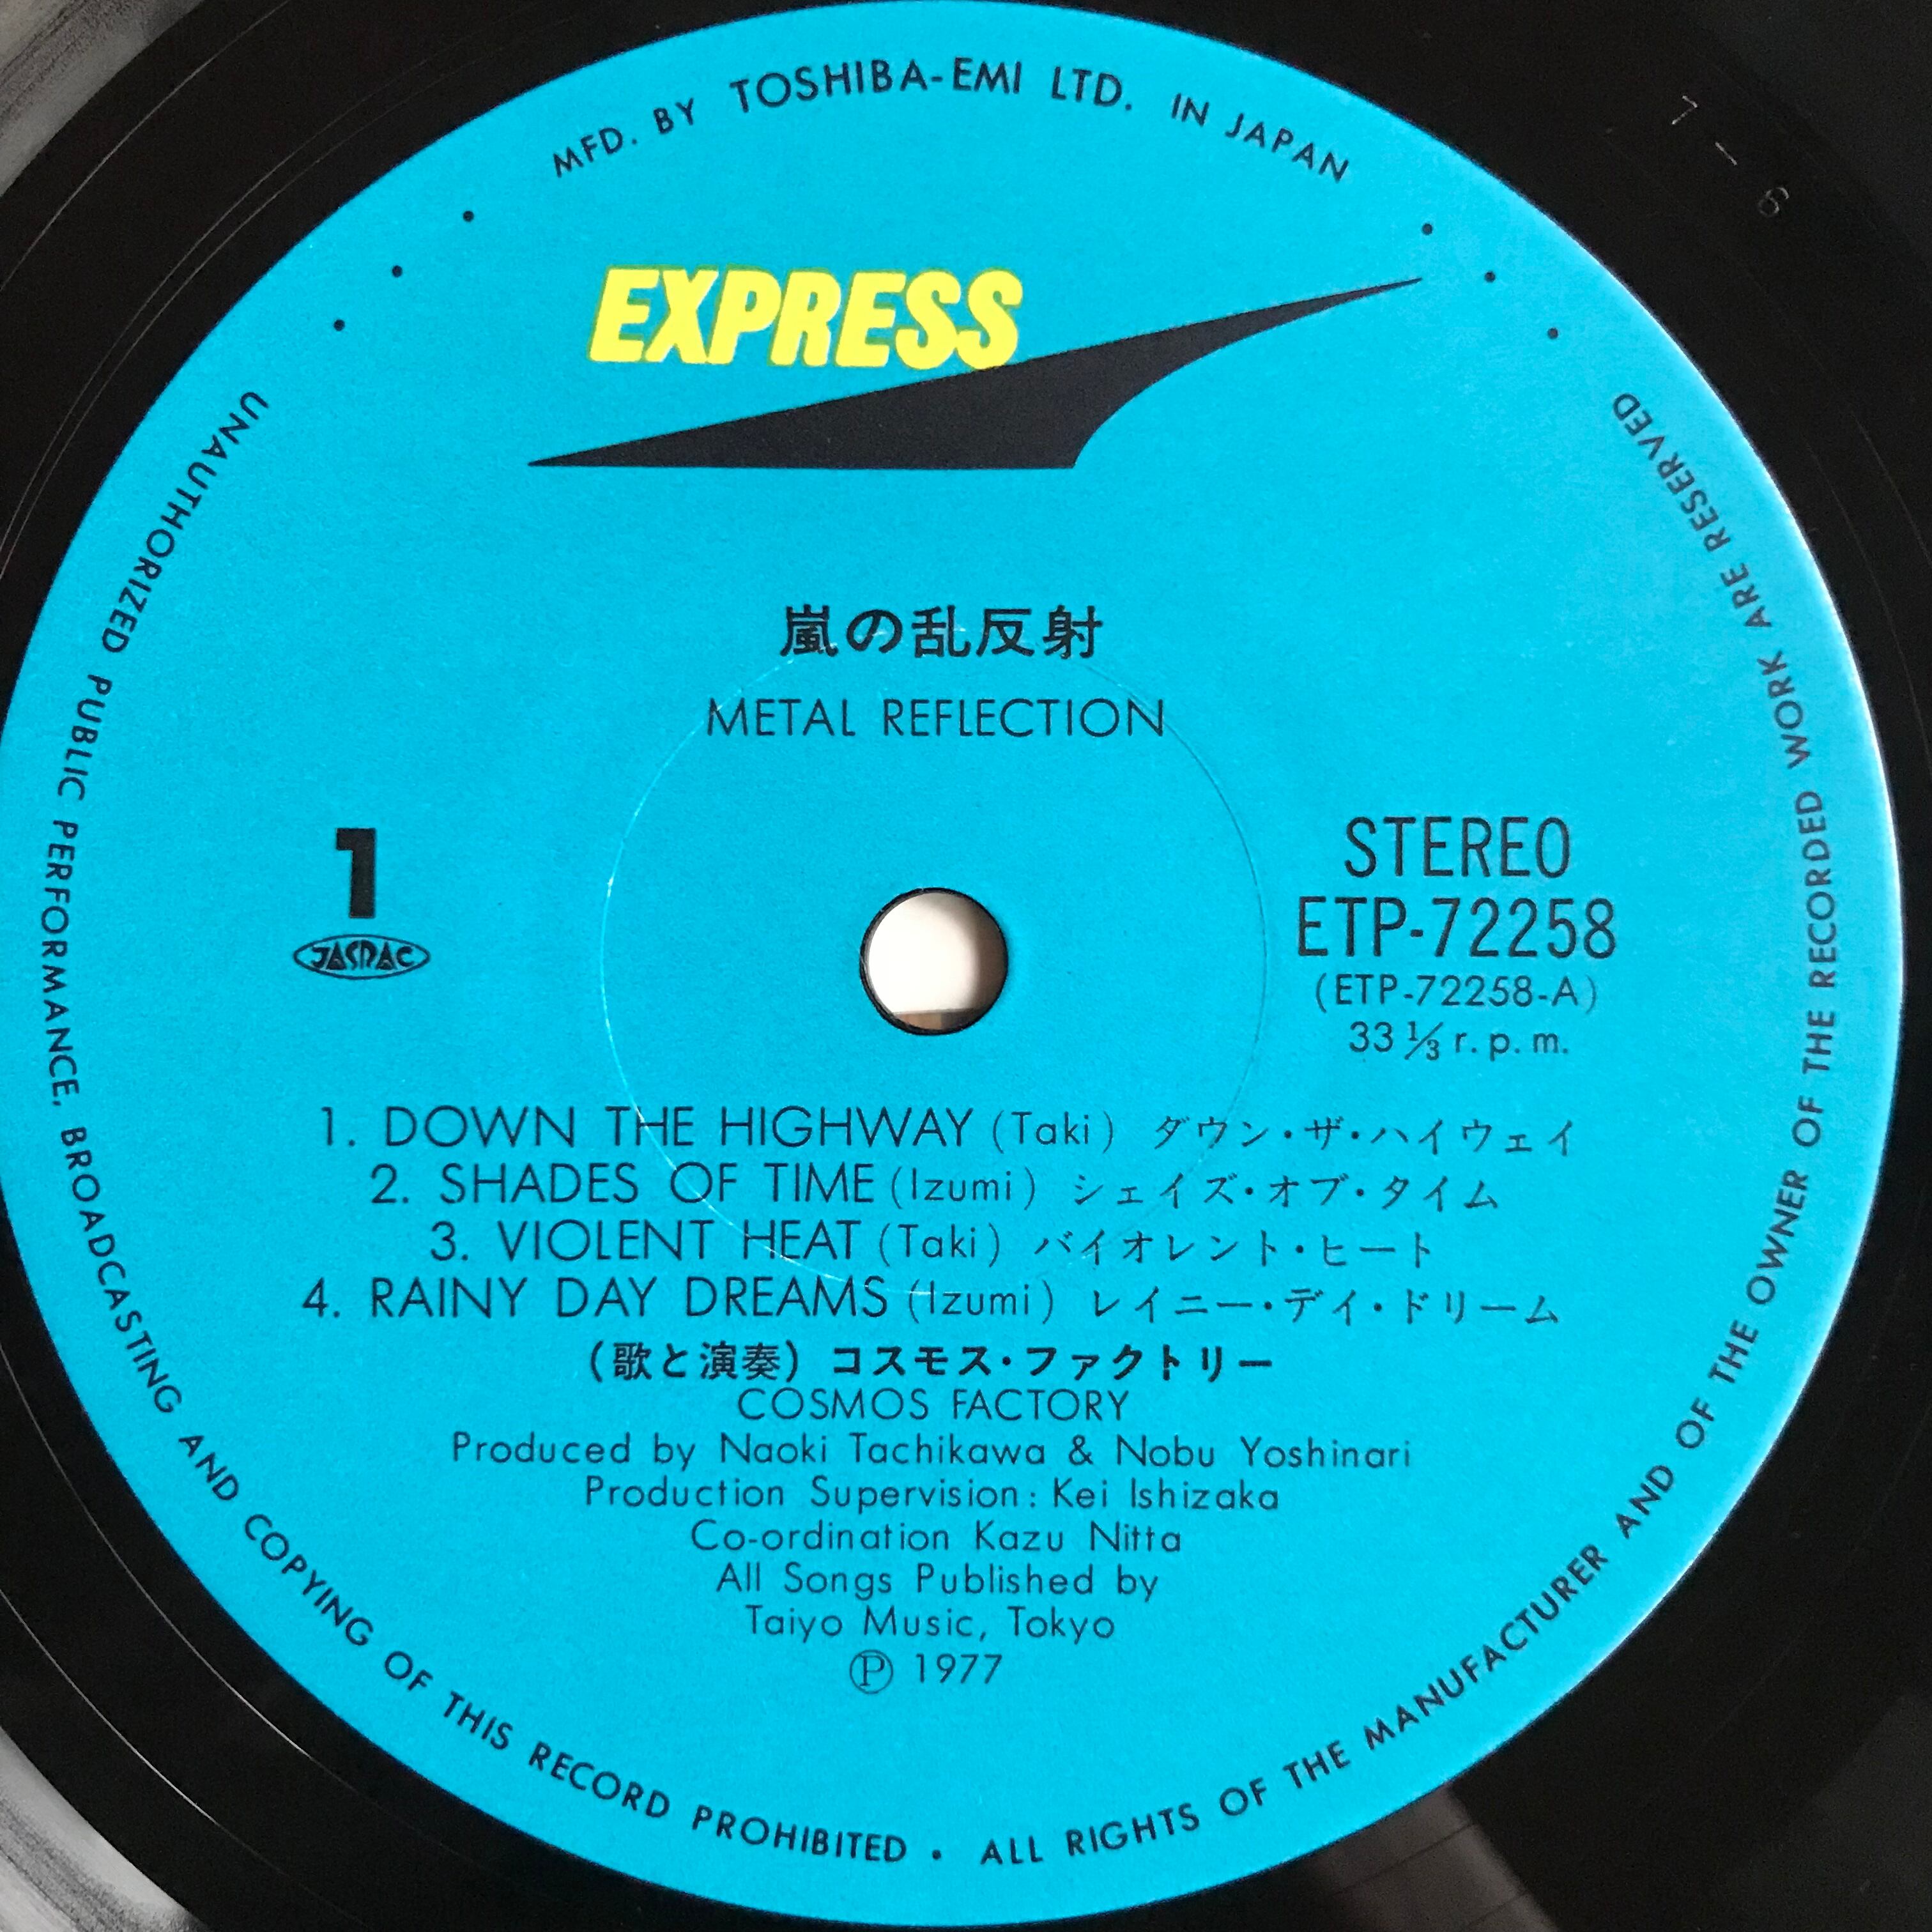 MFD. BY TOSHIBA-EMI LTD. IN JAPAN
7-6
EXPRESS
嵐の乱反射
METAL REFLECTION
1
JASRAC
STEREO
ETP-72258
(ETP-72258-A)
33 1/3 r.p.m.
1. DOWN THE HIGHWAY (Taki) ダウン・ザ・ハイウェイ
2. SHADES OF TIME (Izumi) シェイズ・オブ・タイム
3. VIOLENT HEAT (Taki) バイオレント・ヒート
4. RAINY DAY DREAMS (Izumi) レイニー・デイ・ドリーム
(歌と演奏) コスモス・ファクトリー
COSMOS FACTORY
Produced by Naoki Tachikawa & Nobu Yoshinari
Production Supervision: Kei Ishizaka
Co-ordination Kazu Nitta
All Songs Published by
Taiyo Music, Tokyo
Ⓟ 1977
UNAUTHORIZED PUBLIC PERFORMANCE, BROADCASTING AND COPYING OF THIS RECORD PROHIBITED • ALL RIGHTS OF THE MANUFACTURER AND OF THE OWNER OF THE RECORDED WORK ARE RESERVED